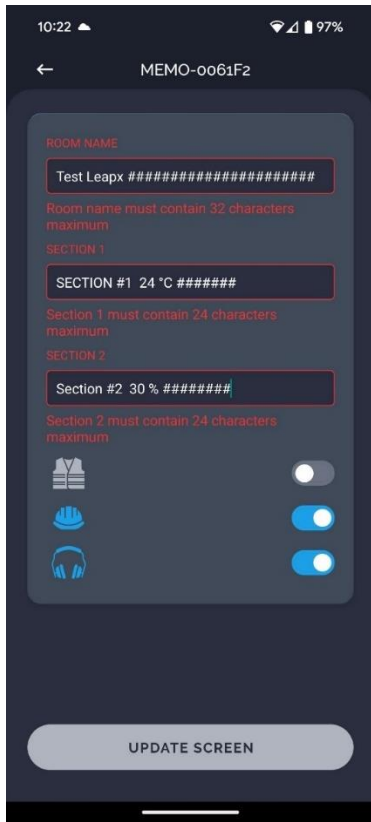 10:22 97%
MEMO-0061F2
ROOM NAME
Test Leapx ######################
Room name must contain 32 characters
maximum
SECTION 1
SECTION #1  24 °C #######
Section 1 must contain 24 characters
maximum
SECTION 2
Section #2  30 % ########
Section 2 must contain 24 characters
maximum
UPDATE SCREEN